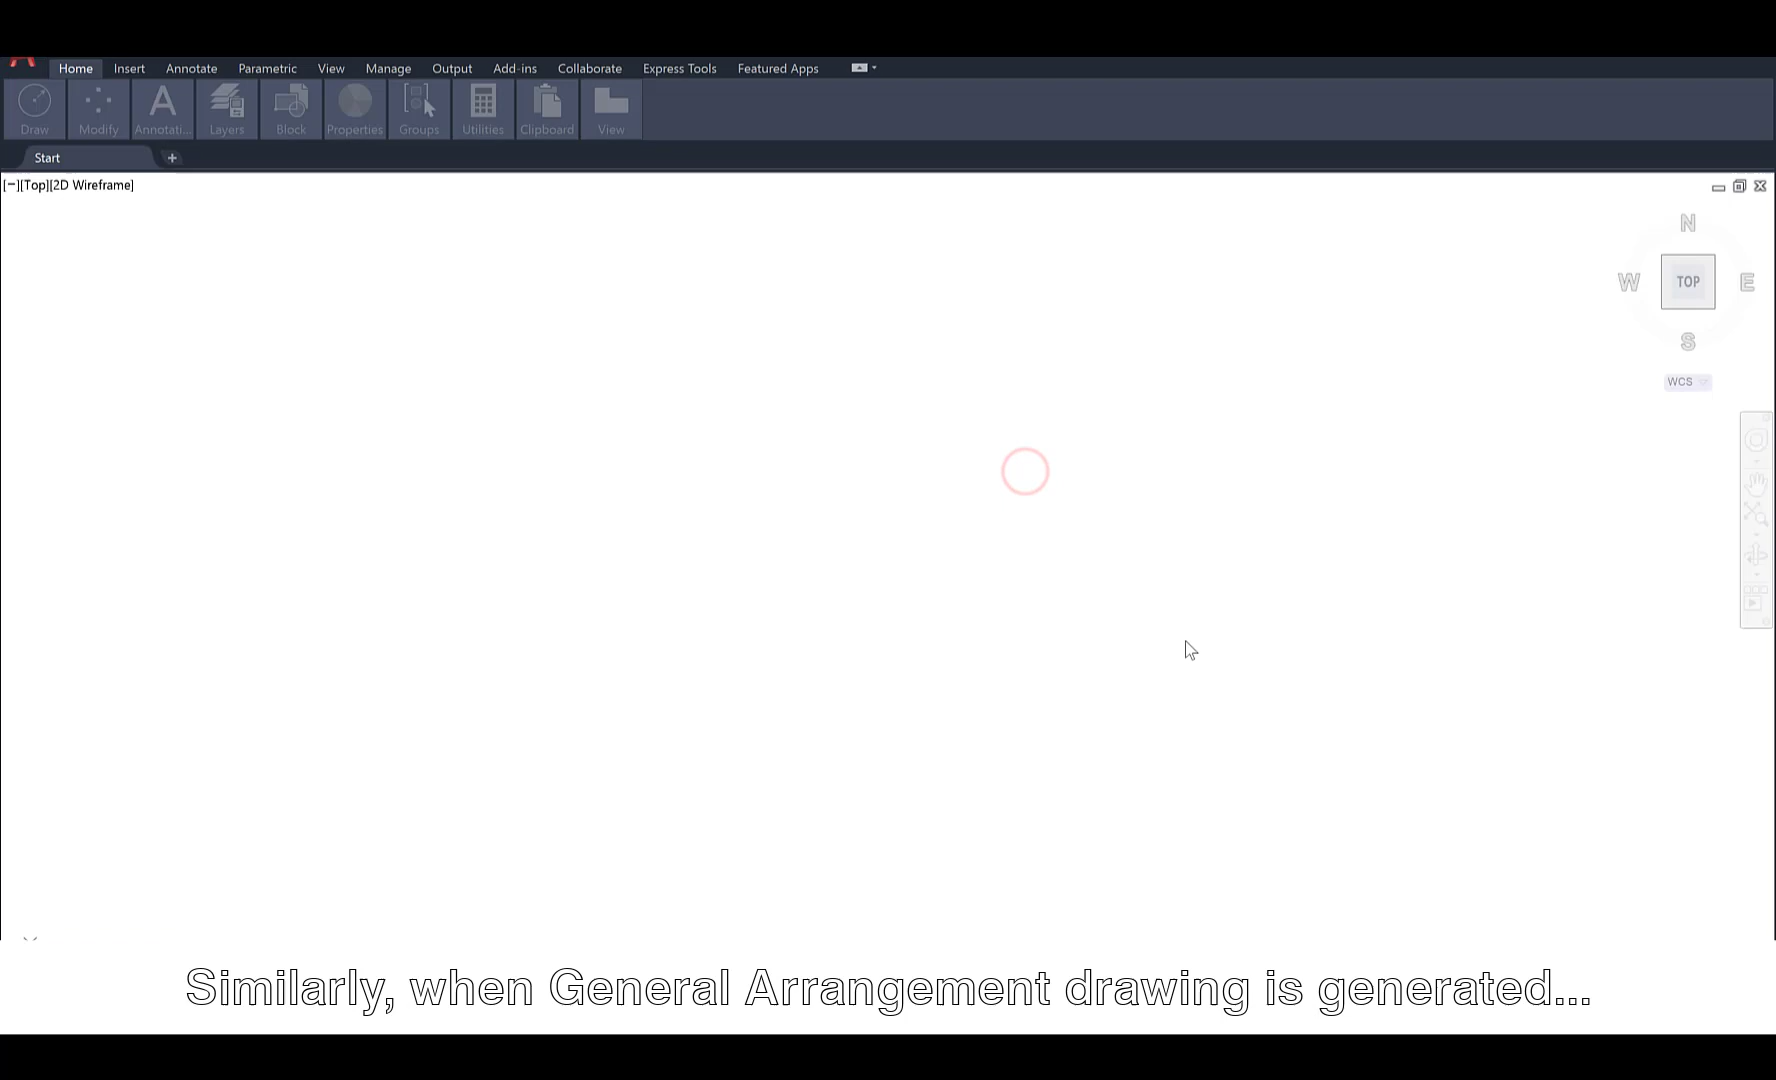 Home Insert Annotate Parametric View Manage Output Add-ins Collaborate Express Tools Featured Apps
Draw Modify Annotati... Layers Block Properties Groups Utilities Clipboard View
Start
[−][Top][2D Wireframe]
N
W TOP E
S
WCS
Similarly, when General Arrangement drawing is generated...